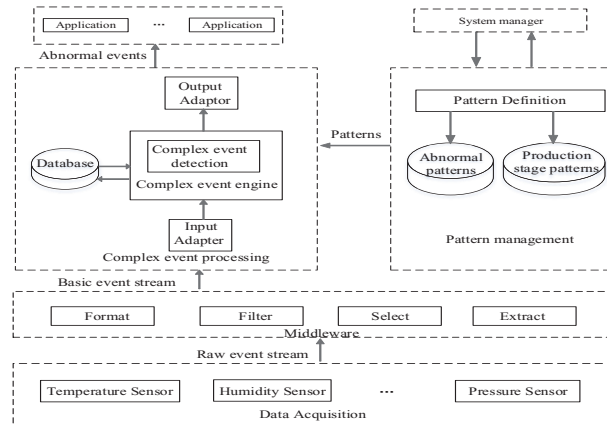 Application ... Application
System manager
Abnormal events
Output
Adaptor
Pattern Definition
Patterns
Database
Complex event
detection
Complex event engine
Abnormal
patterns
Production
stage patterns
Input
Adapter
Complex event processing
Pattern management
Basic event stream
Format Filter Select Extract
Middleware
Raw event stream
Temperature Sensor Humidity Sensor ... Pressure Sensor
Data Acquisition